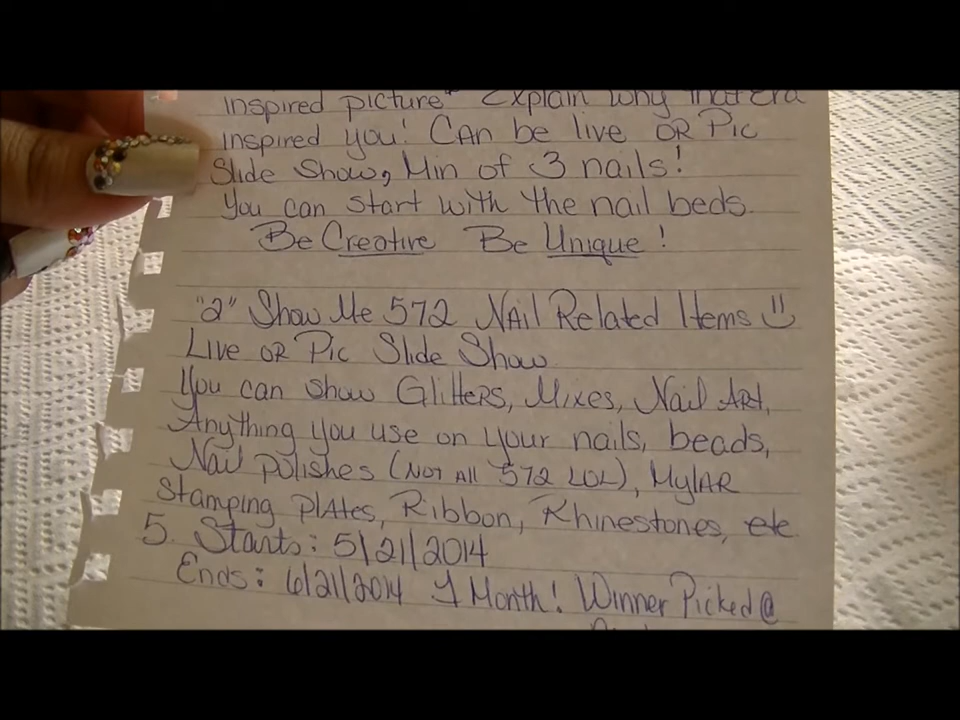 inspired picture" Explain why that Era
inspired you! CAN be live OR Pic
Slide Show, Min of 3 nails!
You can start with the nail beds.
Be Creative Be Unique!
"2" Show Me 572 NAil Related Items
Live OR Pic Slide Show
You can show Glitters, Mixes, Nail ARt,
Anything you use on your nails, beads,
Nail polishes (NOT All 572 LOL), MylAR
Stamping plAtes, Ribbon, Rhinestones, etc
5. Starts: 5/21/2014
Ends: 6/21/2014 1 Month! Winner Picked @